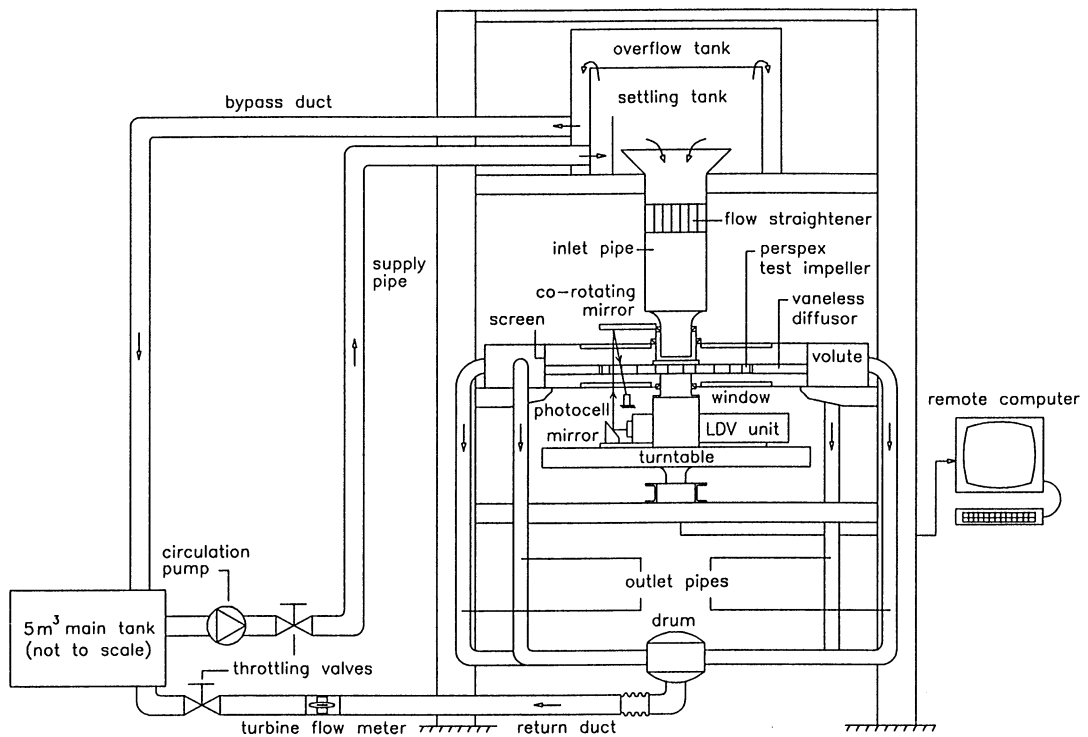 overflow tank
settling tank
bypass duct
flow straightener
inlet pipe
perspex
test impeller
supply
pipe
co-rotating
mirror
vaneless
diffusor
screen
volute
window
photocell
mirror
LDV unit
remote computer
turntable
circulation
pump
outlet pipes
5m³ main tank
(not to scale)
drum
throttling valves
turbine flow meter
return duct